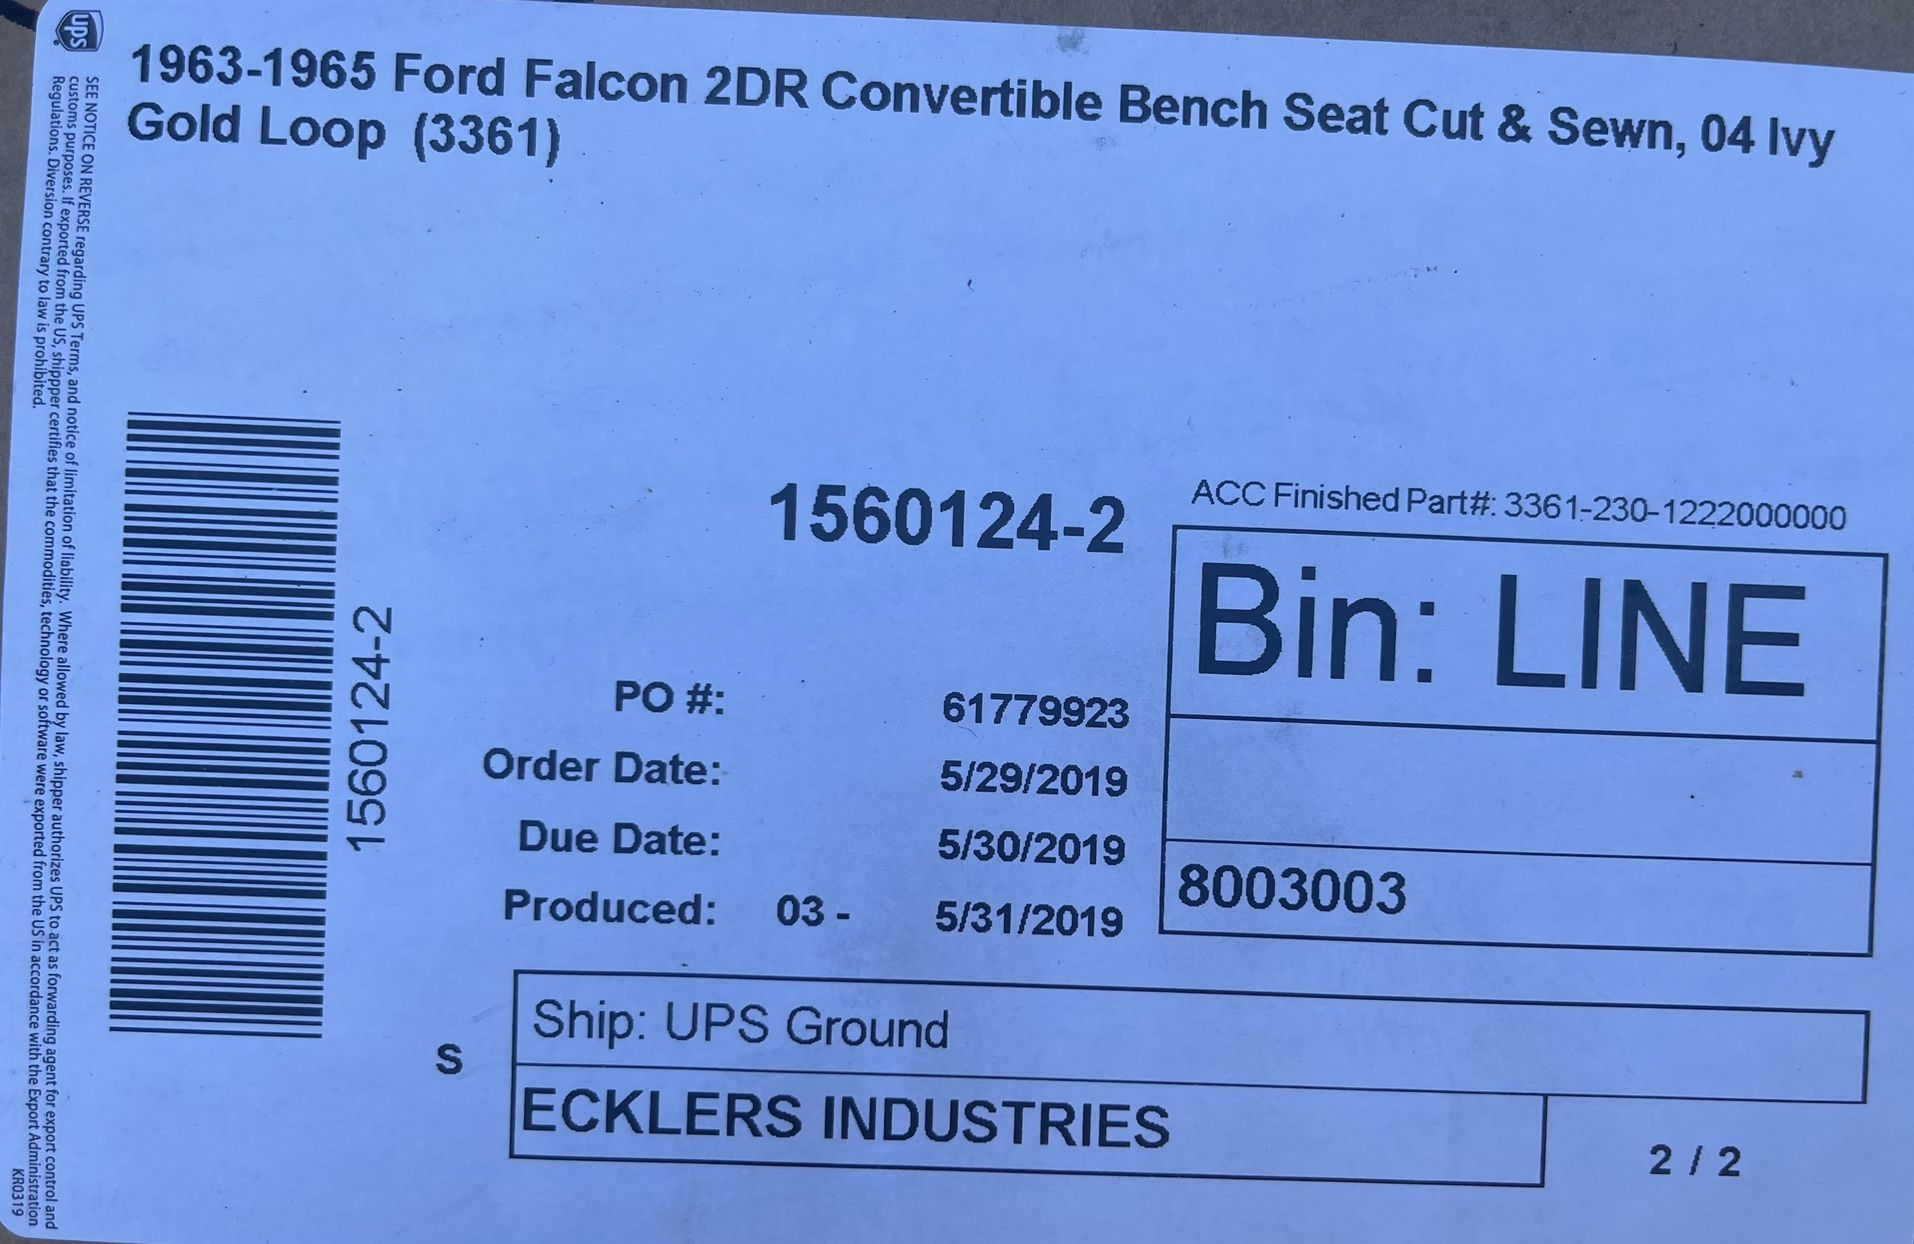 ups
1963-1965 Ford Falcon 2DR Convertible Bench Seat Cut & Sewn, 04 Ivy
Gold Loop (3361)
SEE NOTICE ON REVERSE regarding UPS Terms, and notice of limitation of liability. Where allowed by law, shipper authorizes UPS to act as forwarding agent for export control and
customs purposes. If exported from the US, shippper certifies that the commodities, technology or software were exported from the US in accordance with the Export Administration
Regulations. Diversion contrary to law is prohibited.
KR0319
1560124-2
1560124-2
ACC Finished Part#: 3361-230-1222000000
Bin: LINE
8003003
PO #: 61779923
Order Date: 5/29/2019
Due Date: 5/30/2019
Produced: 03 - 5/31/2019
Ship: UPS Ground
S
ECKLERS INDUSTRIES
2 / 2